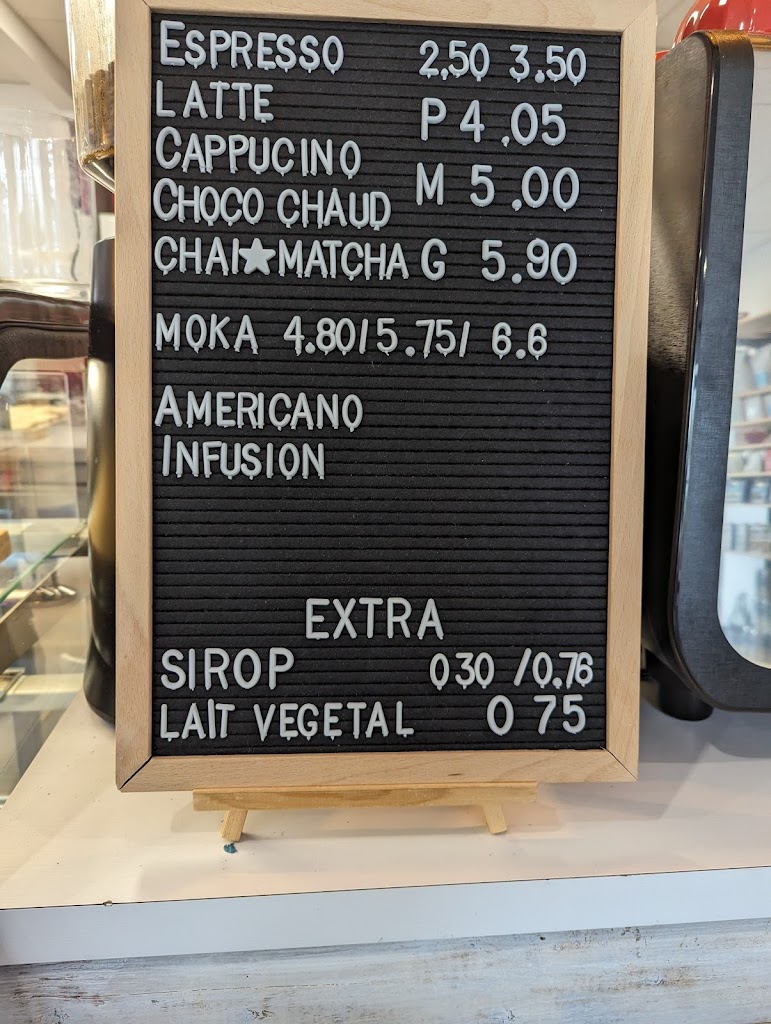 ESPRESSO 2,50 3.50
LATTE P 4.05
CAPPUCINO
CHOCO CHAUD M 5.00
CHAI★MATCHA G 5.90
MOKA 4.80/5.75/ 6.6
AMERICANO
INFUSION
EXTRA
SIROP 030 /0.76
LAIT VEGETAL 0 75